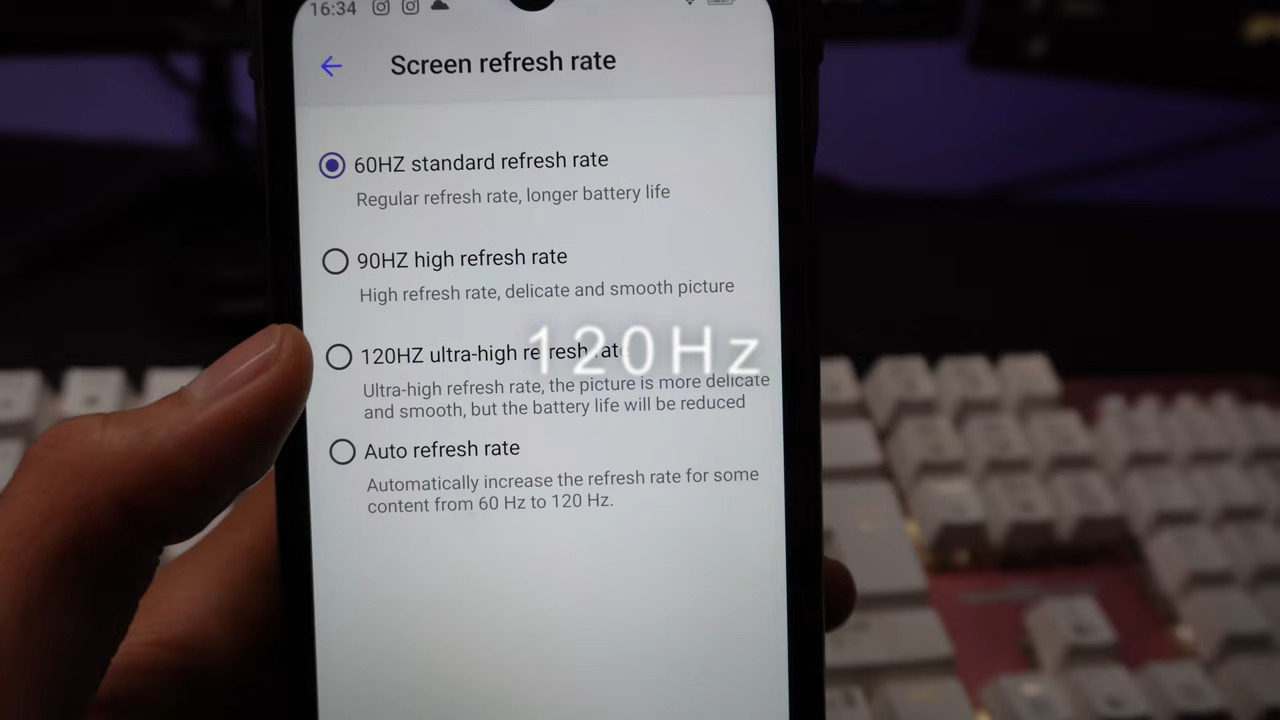 16:34
Screen refresh rate
60HZ standard refresh rate
Regular refresh rate, longer battery life
90HZ high refresh rate
High refresh rate, delicate and smooth picture
120HZ ultra-high refresh rate
120Hz
Ultra-high refresh rate, the picture is more delicate
and smooth, but the battery life will be reduced
Auto refresh rate
Automatically increase the refresh rate for some
content from 60 Hz to 120 Hz.